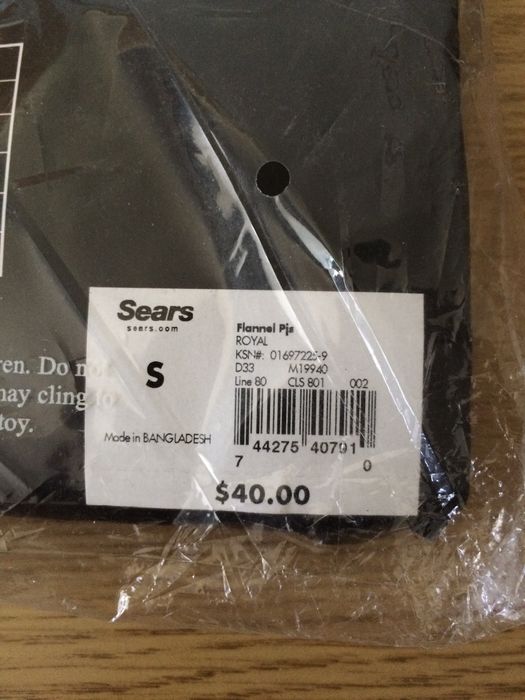 Sears
sears.com
S
Made in BANGLADESH
Flannel Pjs
ROYAL
KSN#: 01697225-9
D33 M19940
Line 80 CLS 801 002
7 44275 40791 0
$40.00
ren. Do no
may cling to
toy.